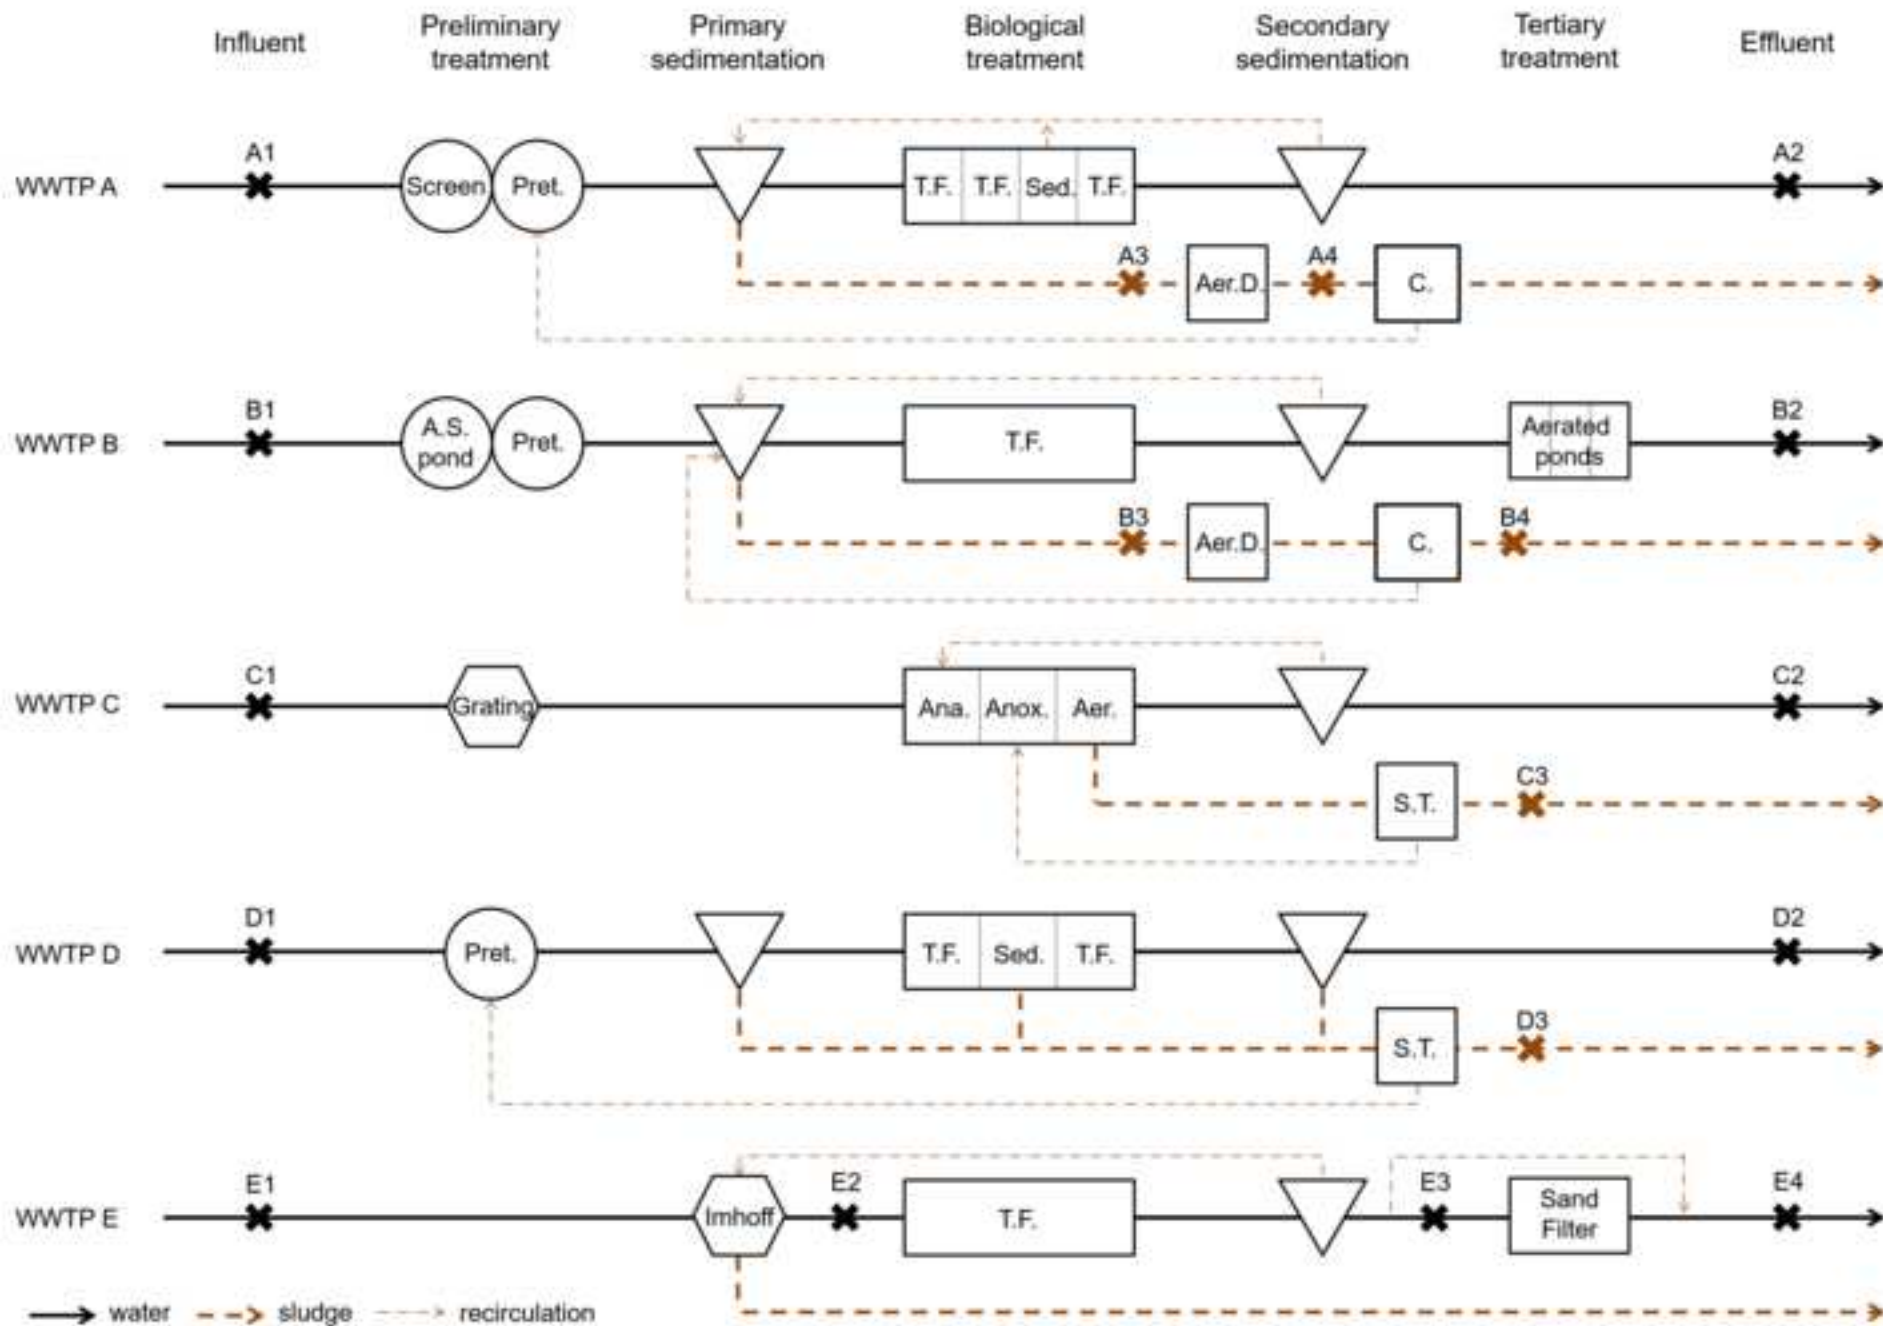 Influent
Preliminary
treatment
Primary
sedimentation
Biological
treatment
Secondary
sedimentation
Tertiary
treatment
Effluent
WWTP A
A1
Screen
Pret.
T.F.
T.F.
Sed.
T.F.
A2
A3
Aer.D.
A4
C.
WWTP B
B1
A.S.
pond
Pret.
T.F.
Aerated
ponds
B2
B3
Aer.D.
C.
B4
WWTP C
C1
Grating
Ana.
Anox.
Aer.
C2
S.T.
C3
WWTP D
D1
Pret.
T.F.
Sed.
T.F.
D2
S.T.
D3
WWTP E
E1
Imhoff
E2
T.F.
E3
Sand
Filter
E4
water
sludge
recirculation